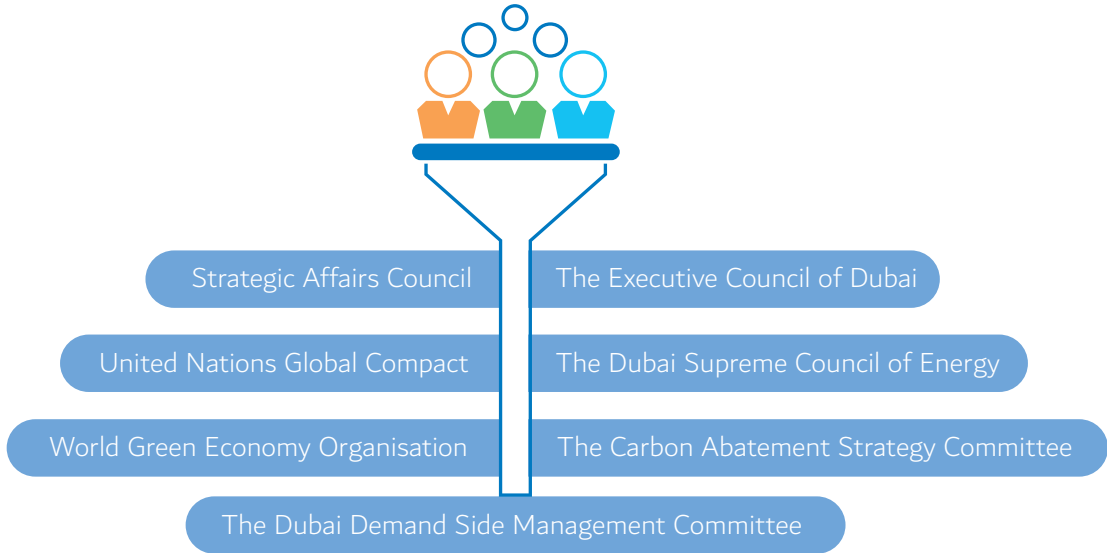 Strategic Affairs Council
The Executive Council of Dubai
United Nations Global Compact
The Dubai Supreme Council of Energy
World Green Economy Organisation
The Carbon Abatement Strategy Committee
The Dubai Demand Side Management Committee